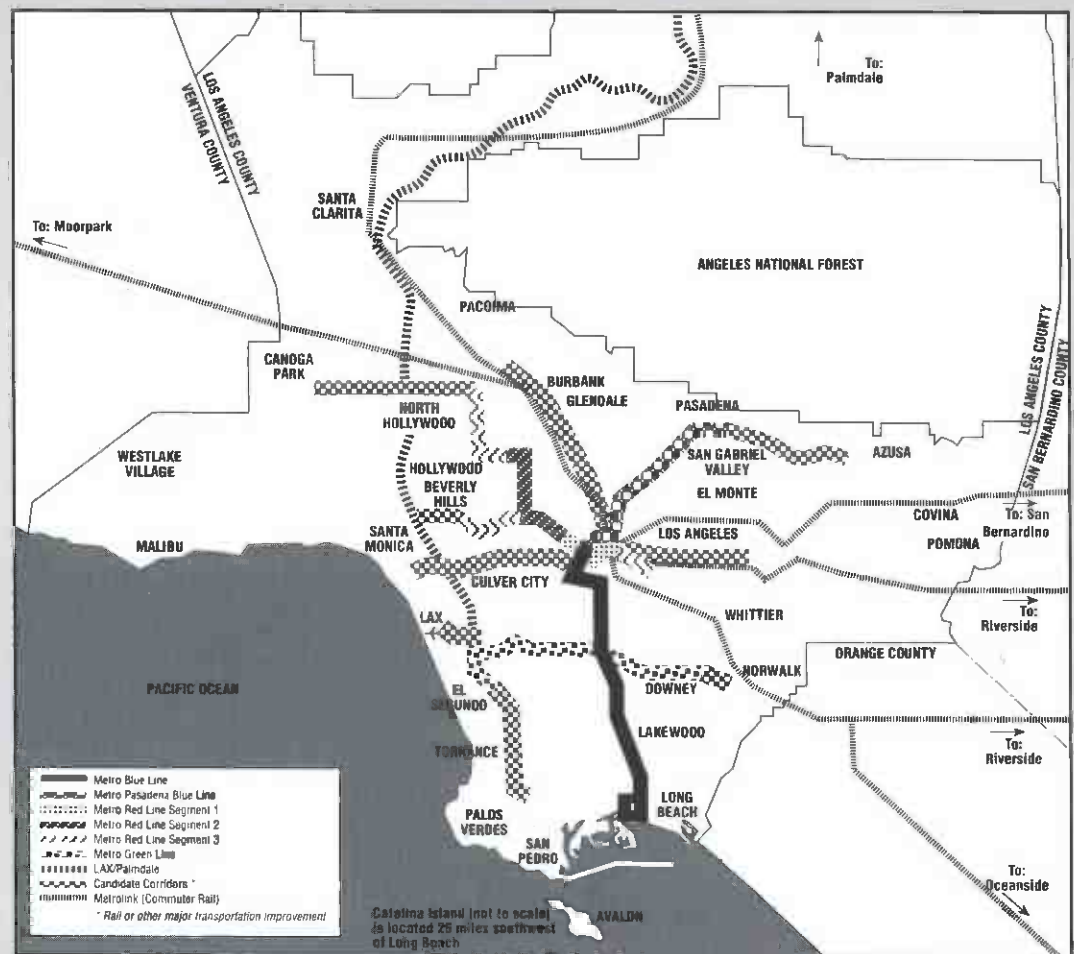 To:
Palmdale
LOS ANGELES COUNTY
VENTURA COUNTY
SANTA
CLARITA
To: Moorpark
ANGELES NATIONAL FOREST
PACOIMA
LOS ANGELES COUNTY
SAN BERNARDINO COUNTY
CANOGA
PARK
BURBANK
GLENDALE
PASADENA
NORTH
HOLLYWOOD
WESTLAKE
VILLAGE
SAN GABRIEL
VALLEY
AZUSA
HOLLYWOOD
BEVERLY
HILLS
EL MONTE
COVINA
To: San
Bernardino
SANTA
MONICA
LOS ANGELES
POMONA
MALIBU
CULVER CITY
LAX
WHITTIER
To:
Riverside
ORANGE COUNTY
NORWALK
PACIFIC OCEAN
DOWNEY
EL
SEGUNDO
LAKEWOOD
TORRANCE
To:
Riverside
LONG
BEACH
PALOS
VERDES
SAN
PEDRO
To:
Oceanside
AVALON
Catalina Island (not to scale)
is located 26 miles southwest
of Long Beach
Metro Blue Line
Metro Pasadena Blue Line
Metro Red Line Segment 1
Metro Red Line Segment 2
Metro Red Line Segment 3
Metro Green Line
LAX/Palmdale
Candidate Corridors *
Metrolink (Commuter Rail)
* Rail or other major transportation improvement